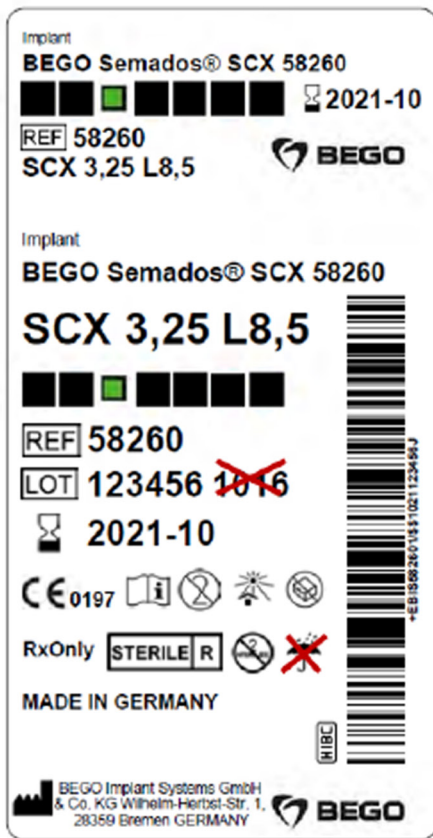 Implant
BEGO Semados® SCX 58260
2021-10
REF 58260
SCX 3,25 L8,5
BEGO
Implant
BEGO Semados® SCX 58260
SCX 3,25 L8,5
REF 58260
LOT 123456 1016
2021-10
CE 0197
RxOnly STERILE R
MADE IN GERMANY
HIBC
BEGO Implant Systems GmbH
& Co. KG Wilhelm-Herbst-Str. 1,
28359 Bremen GERMANY
BEGO